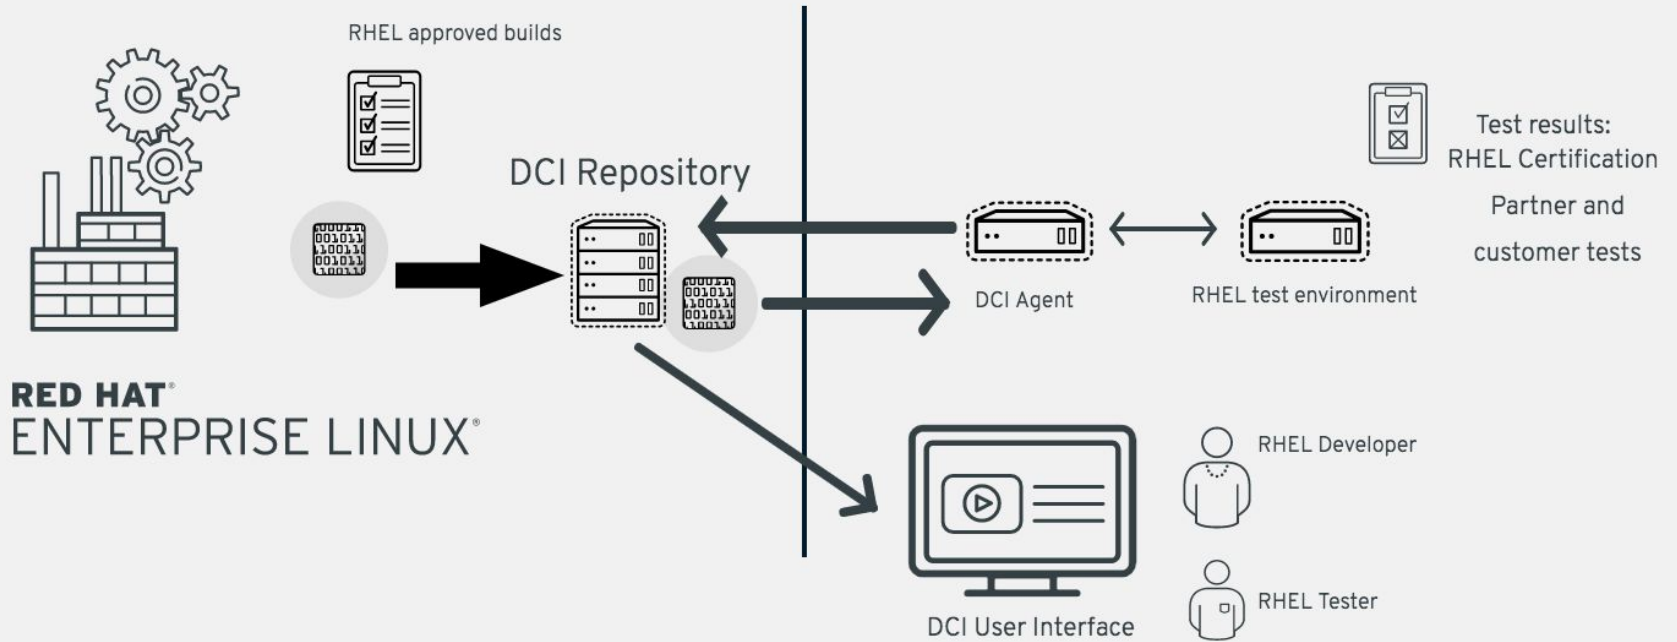 RHEL approved builds
DCI Repository
RED HAT®
ENTERPRISE LINUX®
Test results:
RHEL Certification
Partner and
customer tests
DCI Agent
RHEL test environment
RHEL Developer
RHEL Tester
DCI User Interface